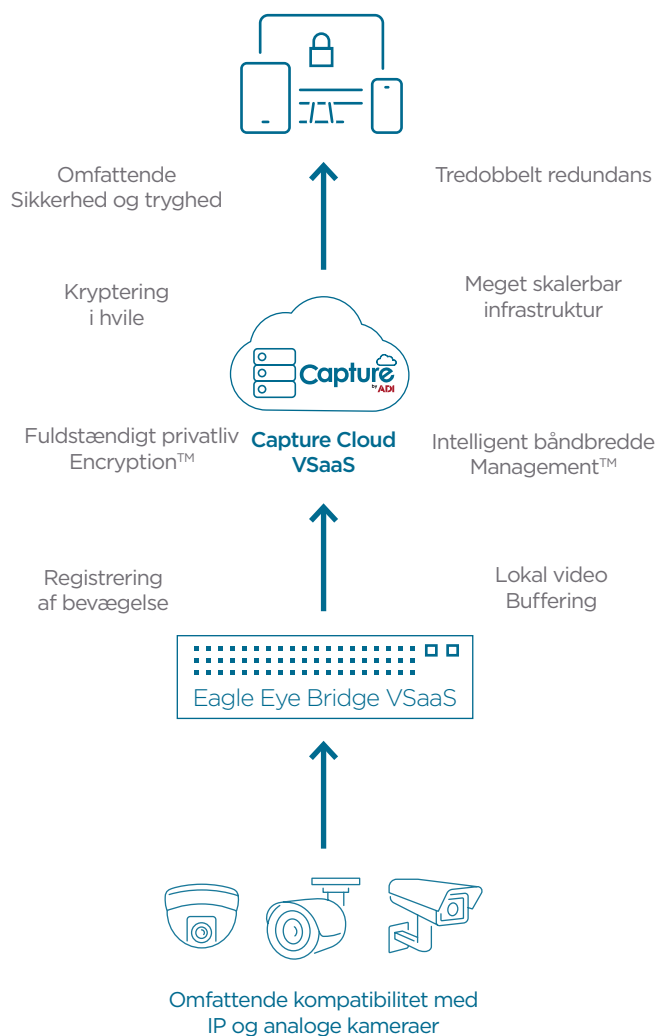 Omfattende
Sikkerhed og tryghed
Tredobbelt redundans
Kryptering
i hvile
Meget skalerbar
infrastruktur
Capture
by ADI
Fuldstændigt privatliv
Encryption™
Capture Cloud
VSaaS
Intelligent båndbredde
Management™
Registrering
af bevægelse
Lokal video
Buffering
Eagle Eye Bridge VSaaS
Omfattende kompatibilitet med
IP og analoge kameraer